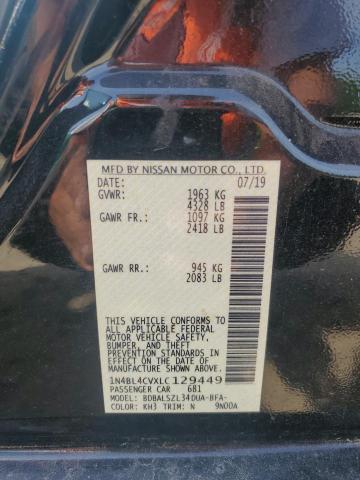 MFD BY NISSAN MOTOR CO., LTD.
DATE: 07/19
GVWR: 1963 KG
4328 LB
GAWR FR.: 1097 KG
2418 LB
GAWR RR.: 945 KG
2083 LB
THIS VEHICLE CONFORMS TO
ALL APPLICABLE FEDERAL MOTOR
VEHICLE SAFETY,
BUMPER, AND THEFT
PREVENTION STANDARDS
IN EFFECT ON THE DATE OF
MANUFACTURE SHOWN ABOVE.
1N4BL4CVXLC129449
PASSENGER CAR 681
MODEL: BDBALSZL34DUA-BFA-
COLOR: KH3 TRIM: N 9N00A